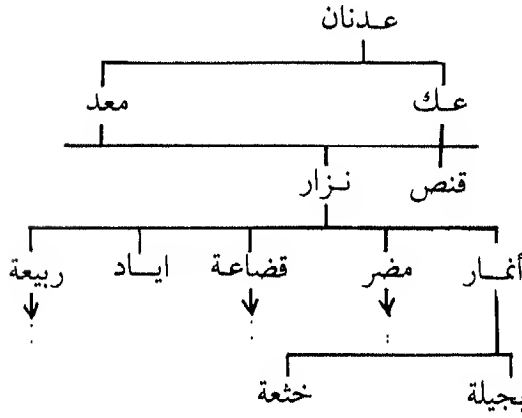 عدنان
عك معد
قنص نزار
أنمار مضر قضاعة اياد ربيعة
بجيلة خثعة